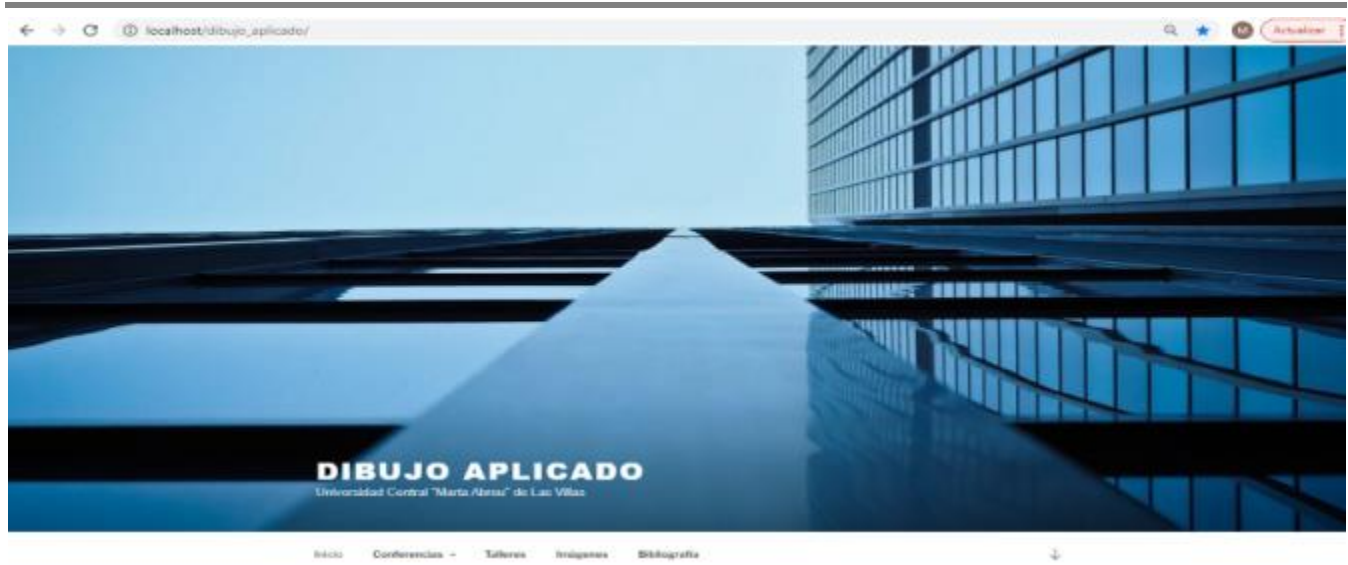 localhost/dibujo_aplicado/
Actualizar
DIBUJO APLICADO
Universidad Central "Marta Abreu" de Las Villas
Inicio Conferencias Talleres Imágenes Bibliografía